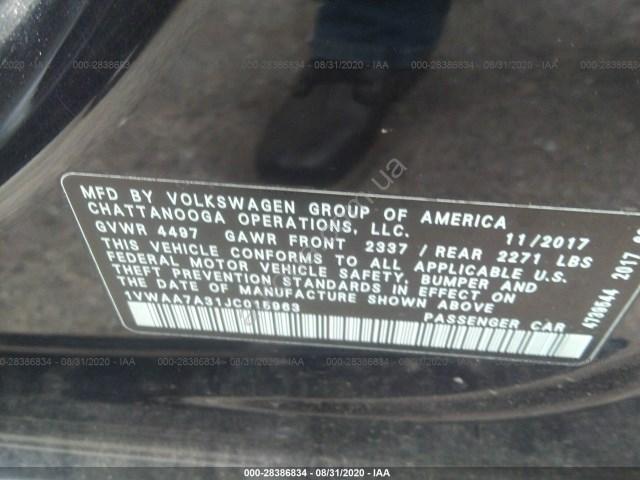 000-28386834 - 08/31/2020 - IAA
MFD BY VOLKSWAGEN GROUP OF AMERICA
CHATTANOOGA OPERATIONS, LLC. 11/2017
GVWR 4497 GAWR FRONT 2337 / REAR 2271 LBS
THIS VEHICLE CONFORMS TO ALL APPLICABLE U.S.
FEDERAL MOTOR VEHICLE SAFETY, BUMPER AND
THEFT PREVENTION STANDARDS IN EFFECT ON
THE DATE OF MANUFACTURE SHOWN ABOVE
1VWAA7A31JC015963 PASSENGER CAR
4709644 2017
000-28386834 - 08/31/2020 - IAA